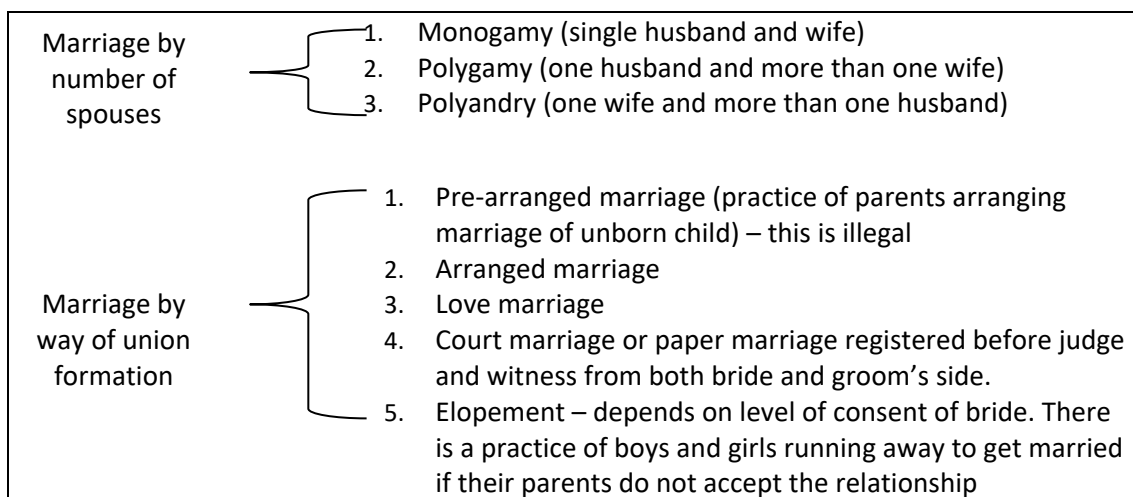 Marriage by
number of
spouses
1. Monogamy (single husband and wife)
2. Polygamy (one husband and more than one wife)
3. Polyandry (one wife and more than one husband)
Marriage by
way of union
formation
1. Pre-arranged marriage (practice of parents arranging
marriage of unborn child) – this is illegal
2. Arranged marriage
3. Love marriage
4. Court marriage or paper marriage registered before judge
and witness from both bride and groom’s side.
5. Elopement – depends on level of consent of bride. There
is a practice of boys and girls running away to get married
if their parents do not accept the relationship